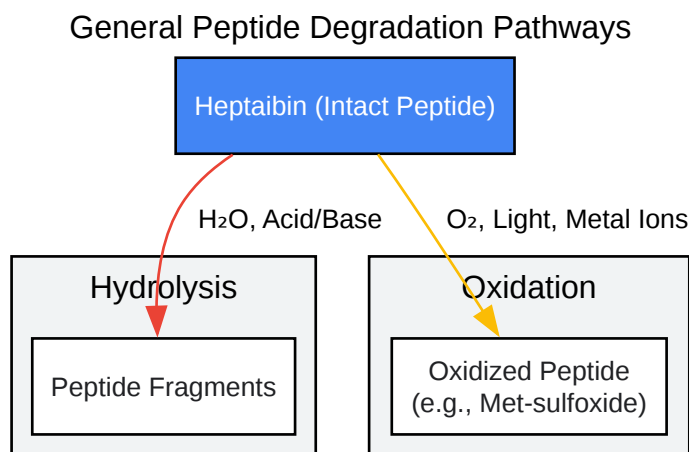 General Peptide Degradation Pathways
Heptaibin (Intact Peptide)
H₂O, Acid/Base
O₂, Light, Metal Ions
Hydrolysis
Oxidation
Peptide Fragments
Oxidized Peptide
(e.g., Met-sulfoxide)